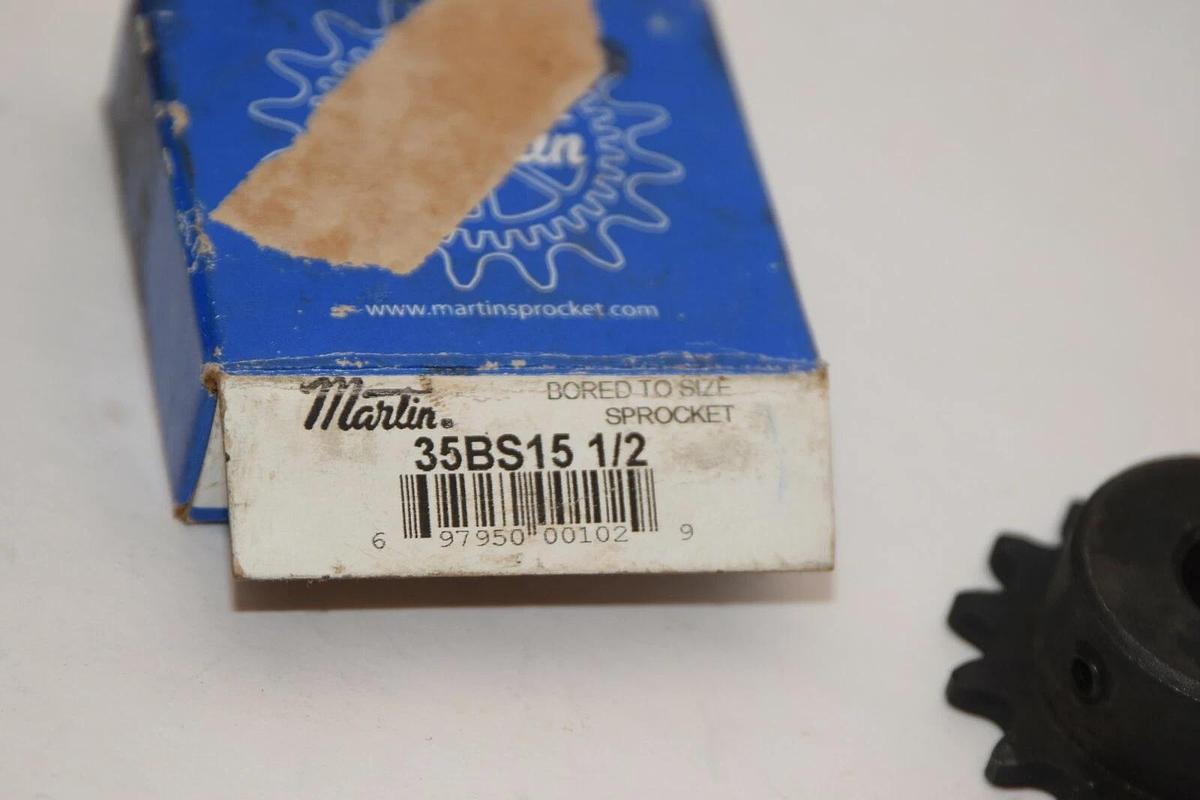 www.martinsprocket.com
Martin®
BORED TO SIZE
SPROCKET
35BS15 1/2
6 97950 00102 9